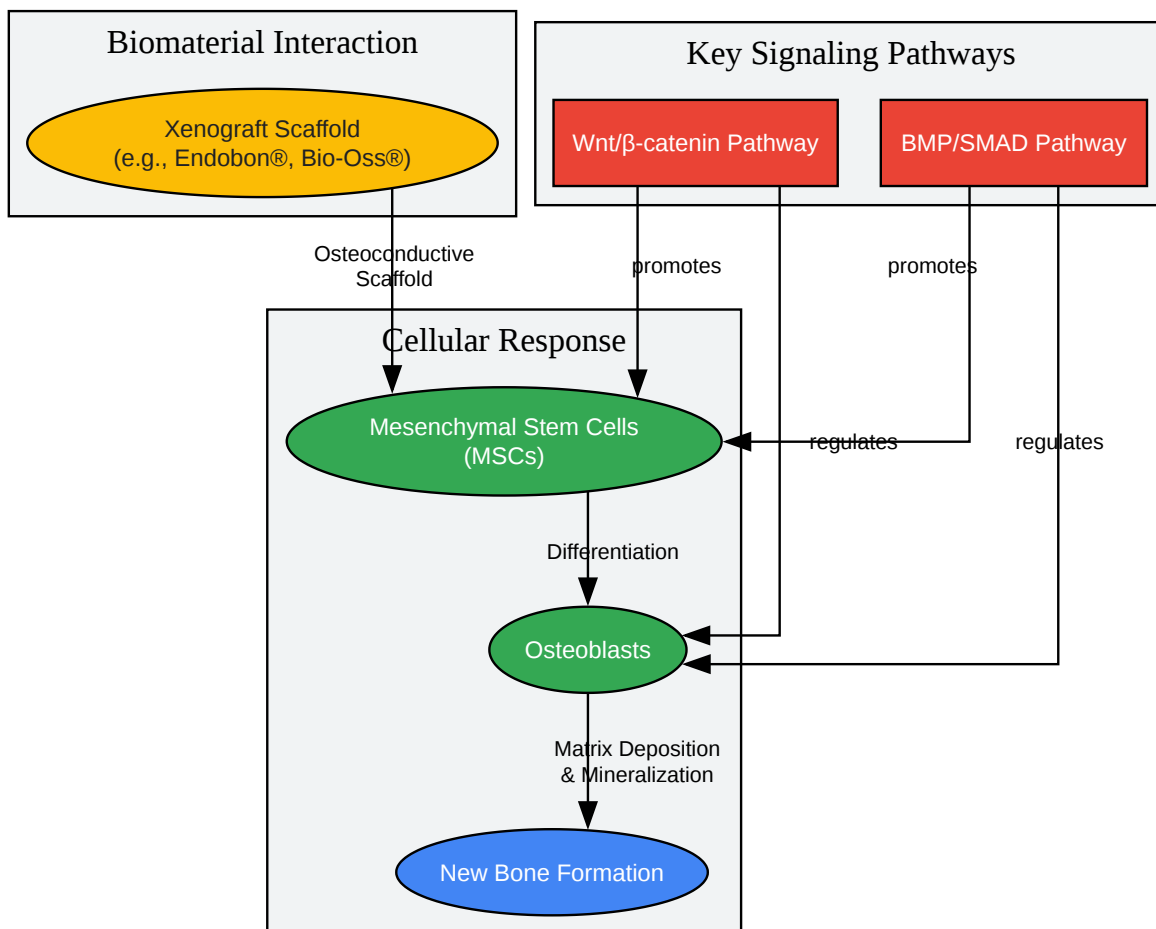 Biomaterial Interaction
Key Signaling Pathways
Xenograft Scaffold
(e.g., Endobon®, Bio-Oss®)
Wnt/β-catenin Pathway
BMP/SMAD Pathway
Osteoconductive
Scaffold
promotes
promotes
Cellular Response
Mesenchymal Stem Cells
(MSCs)
regulates
regulates
Differentiation
Osteoblasts
Matrix Deposition
& Mineralization
New Bone Formation